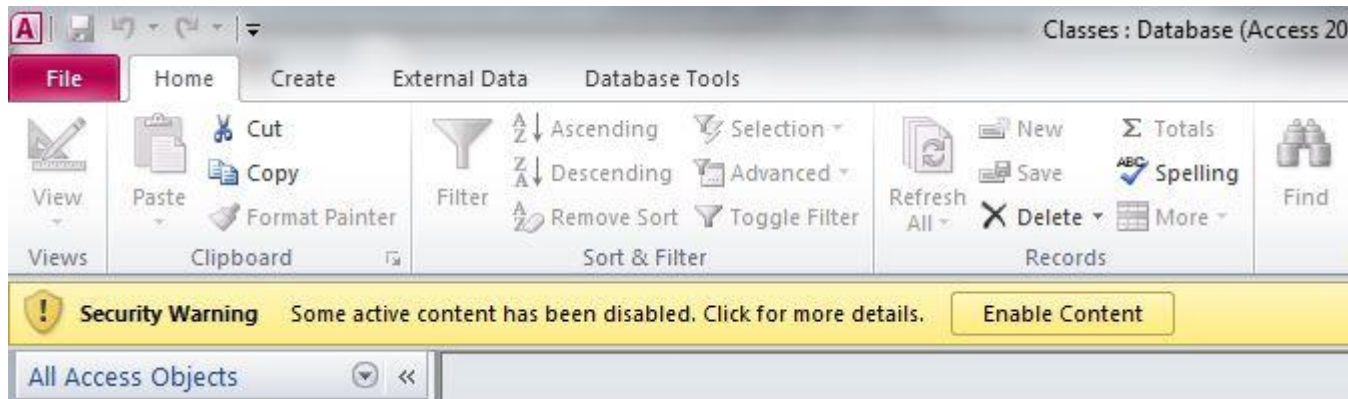 A Classes : Database (Access 20
File Home Create External Data Database Tools
Cut
Copy
Format Painter
View
Paste
Filter
Ascending
Descending
Remove Sort
Selection
Advanced
Toggle Filter
Refresh
All
New
Save
Delete
Σ Totals
ABC
Spelling
More
Find
Views Clipboard Sort & Filter Records
! Security Warning Some active content has been disabled. Click for more details. Enable Content
All Access Objects «